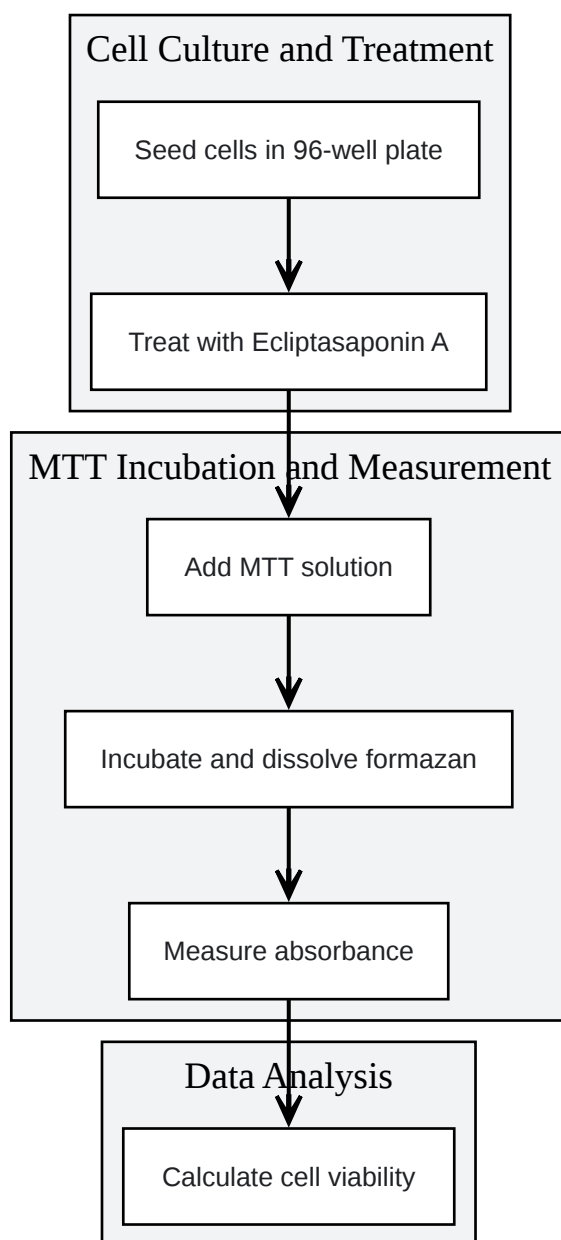 Cell Culture and Treatment
Seed cells in 96-well plate
Treat with Ecliptasaponin A
MTT Incubation and Measurement
Add MTT solution
Incubate and dissolve formazan
Measure absorbance
Data Analysis
Calculate cell viability